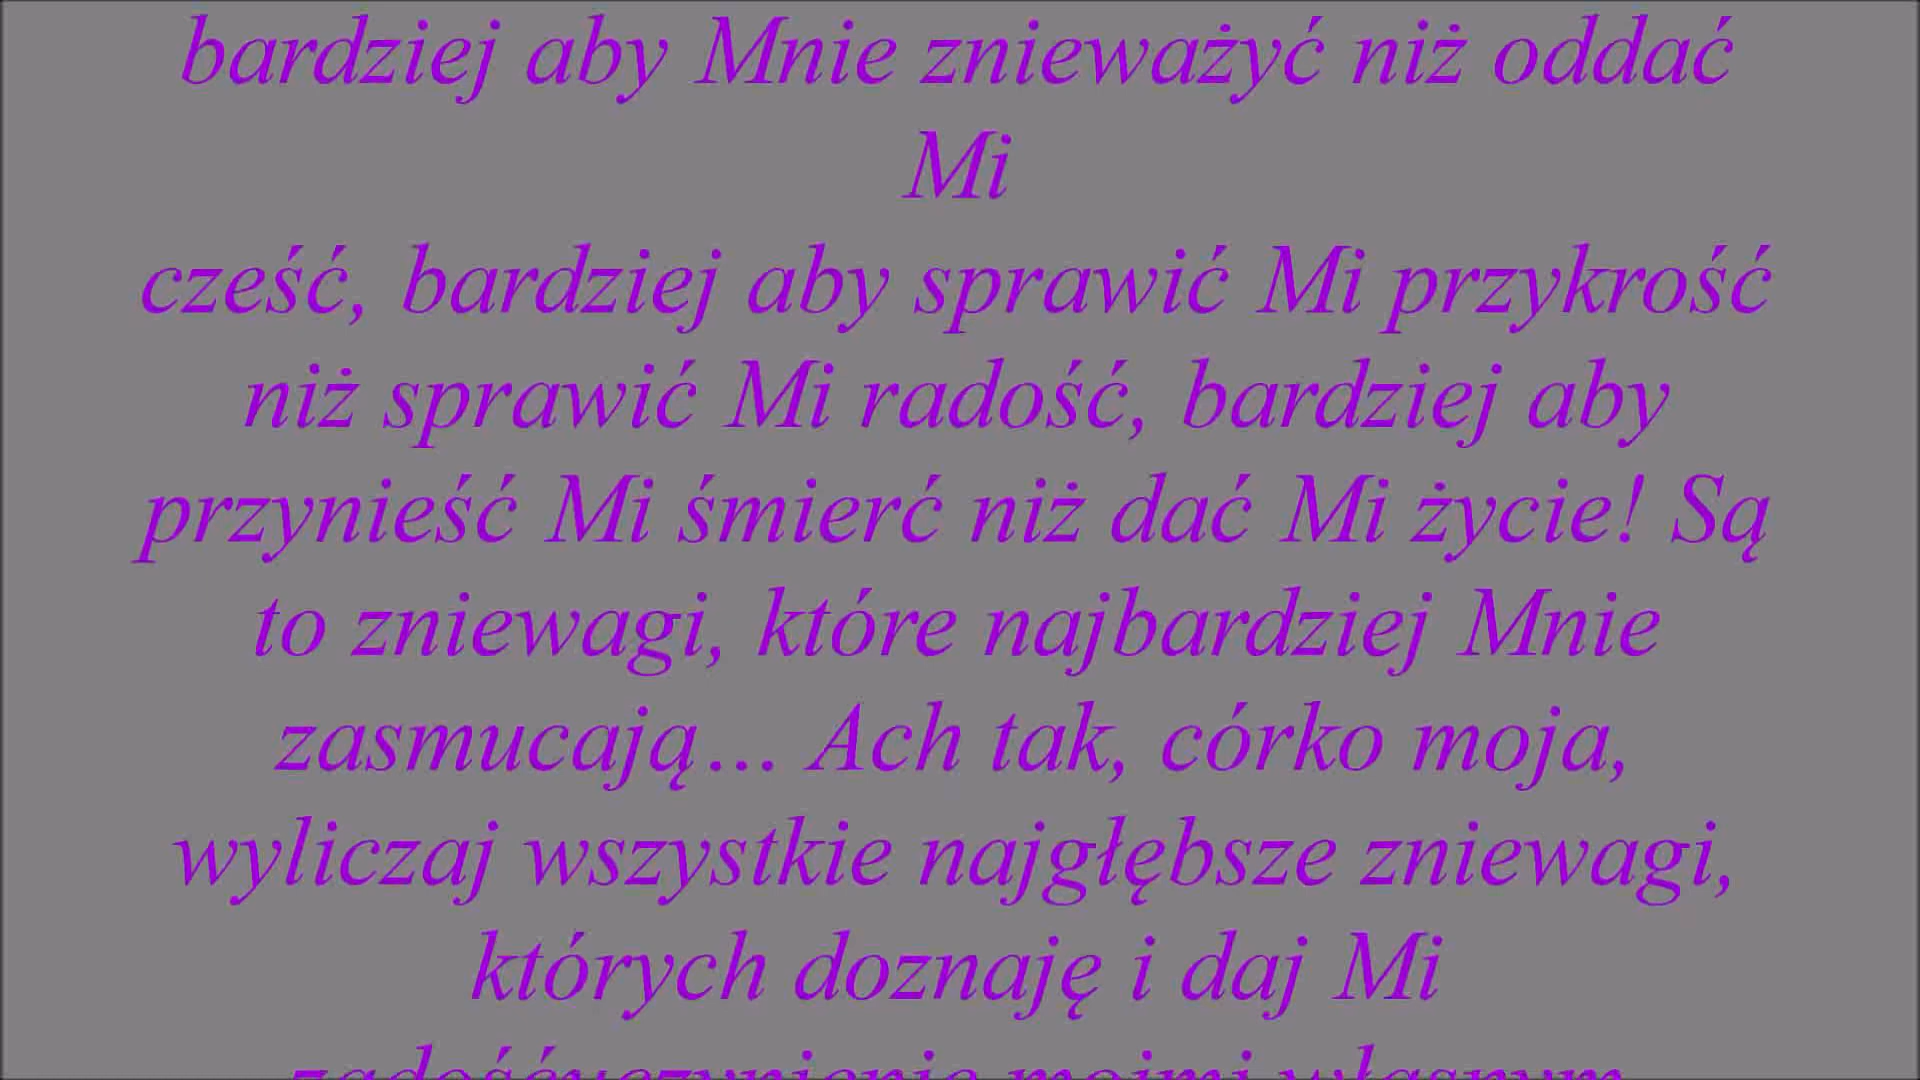 bardziej aby Mnie znieważyć niż oddać
Mi
cześć, bardziej aby sprawić Mi przykrość
niż sprawić Mi radość, bardziej aby
przynieść Mi śmierć niż dać Mi życie! Są
to zniewagi, które najbardziej Mnie
zasmucają... Ach tak, córko moja,
wyliczaj wszystkie najgłębsze zniewagi,
których doznaję i daj Mi